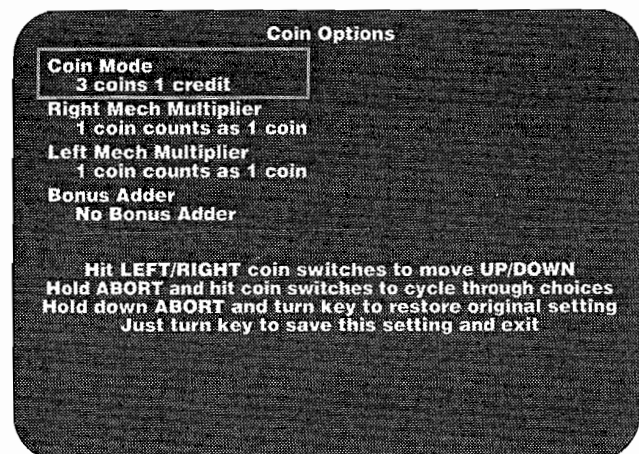 Coin Options
Coin Mode
3 coins 1 credit
Right Mech Multiplier
1 coin counts as 1 coin
Left Mech Multiplier
1 coin counts as 1 coin
Bonus Adder
No Bonus Adder
Hit LEFT/RIGHT coin switches to move UP/DOWN
Hold ABORT and hit coin switches to cycle through choices
Hold down ABORT and turn key to restore original setting
Just turn key to save this setting and exit